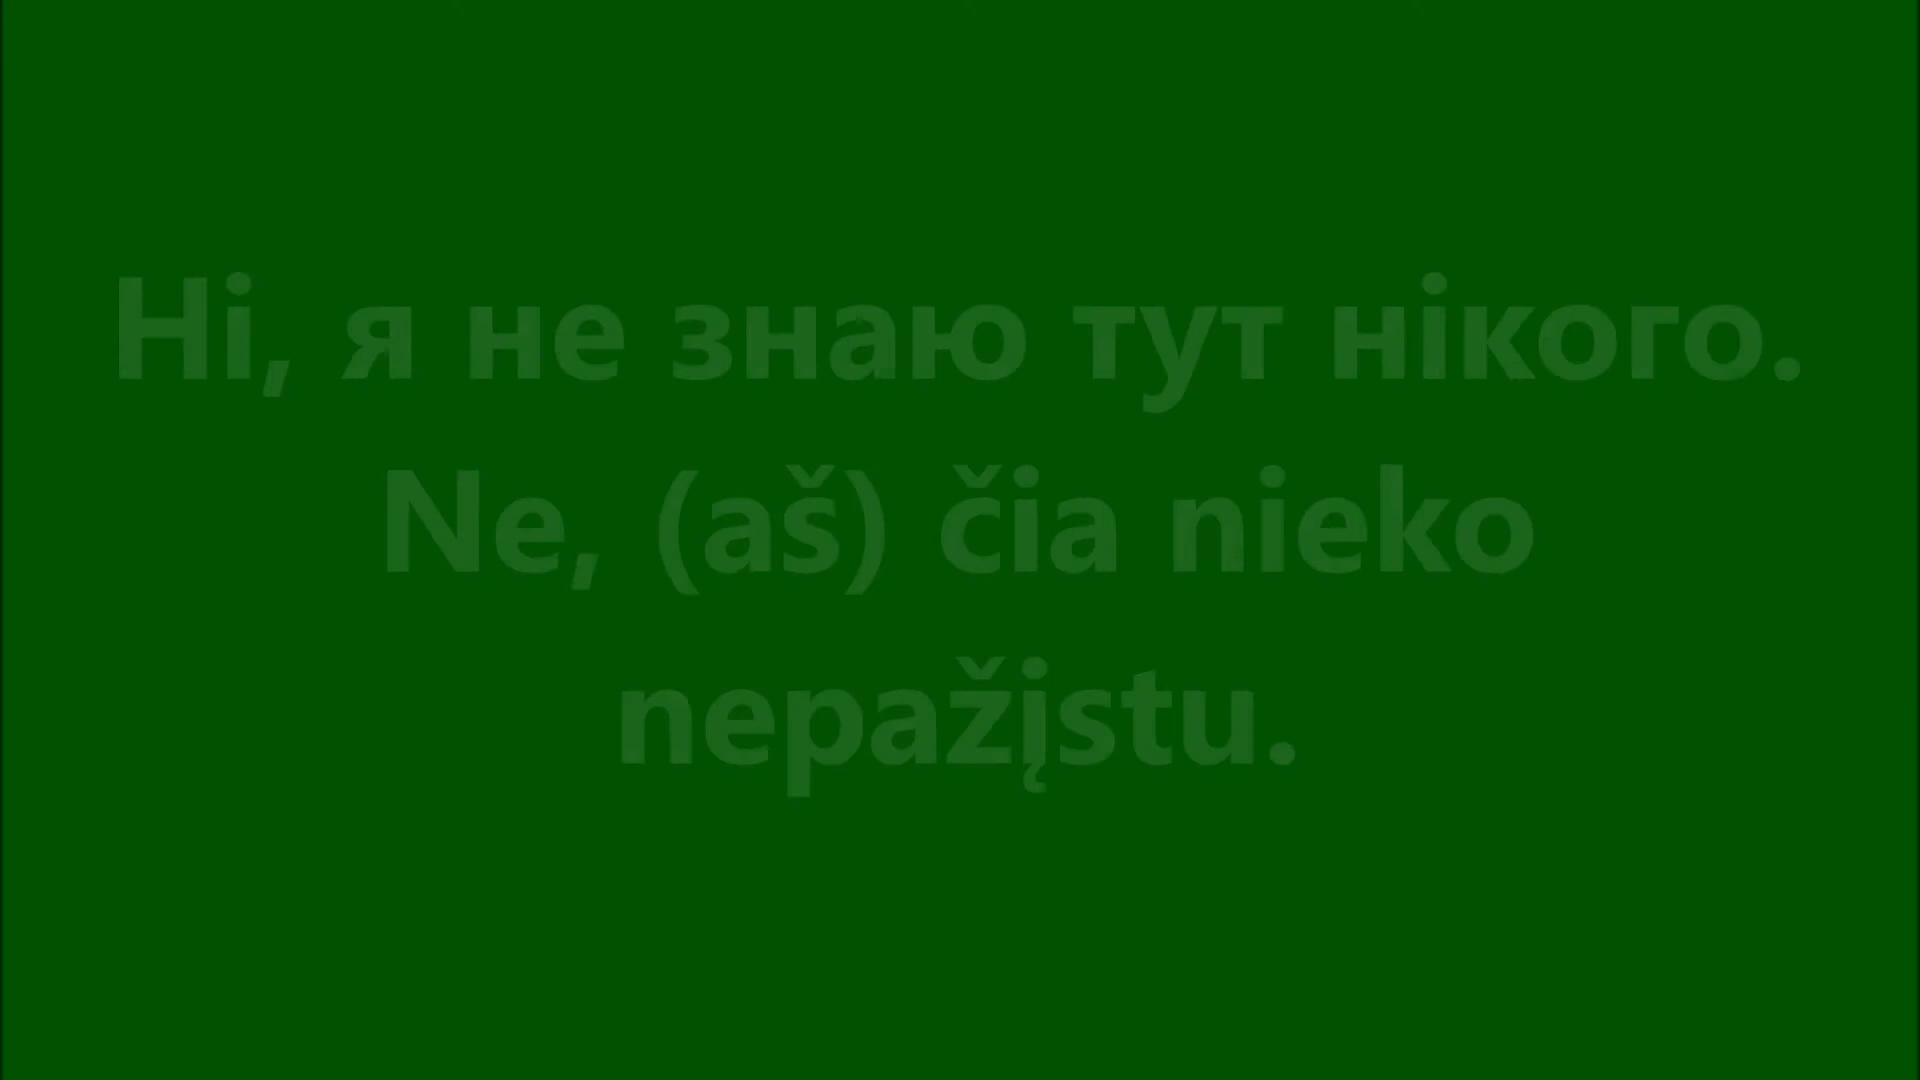 Ні, я не знаю тут нікого.
Ne, (aš) čia nieko
nepažįstu.